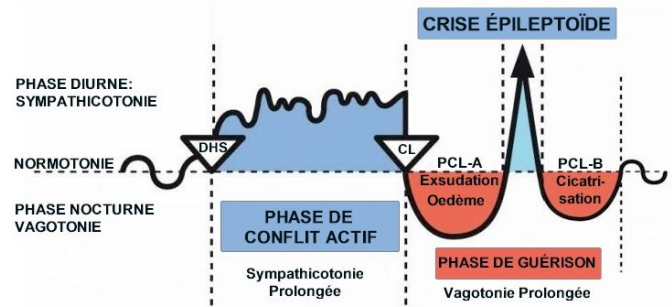 CRISE ÉPILEPTOÏDE
PHASE DIURNE:
SYMPATHICOTONIE
DHS
CL
NORMOTONIE
PCL-A
Exsudation
Oedème
PCL-B
Cicatri-
sation
PHASE NOCTURNE
VAGOTONIE
PHASE DE
CONFLIT ACTIF
PHASE DE GUÉRISON
Sympathicotonie
Prolongée
Vagotonie Prolongée